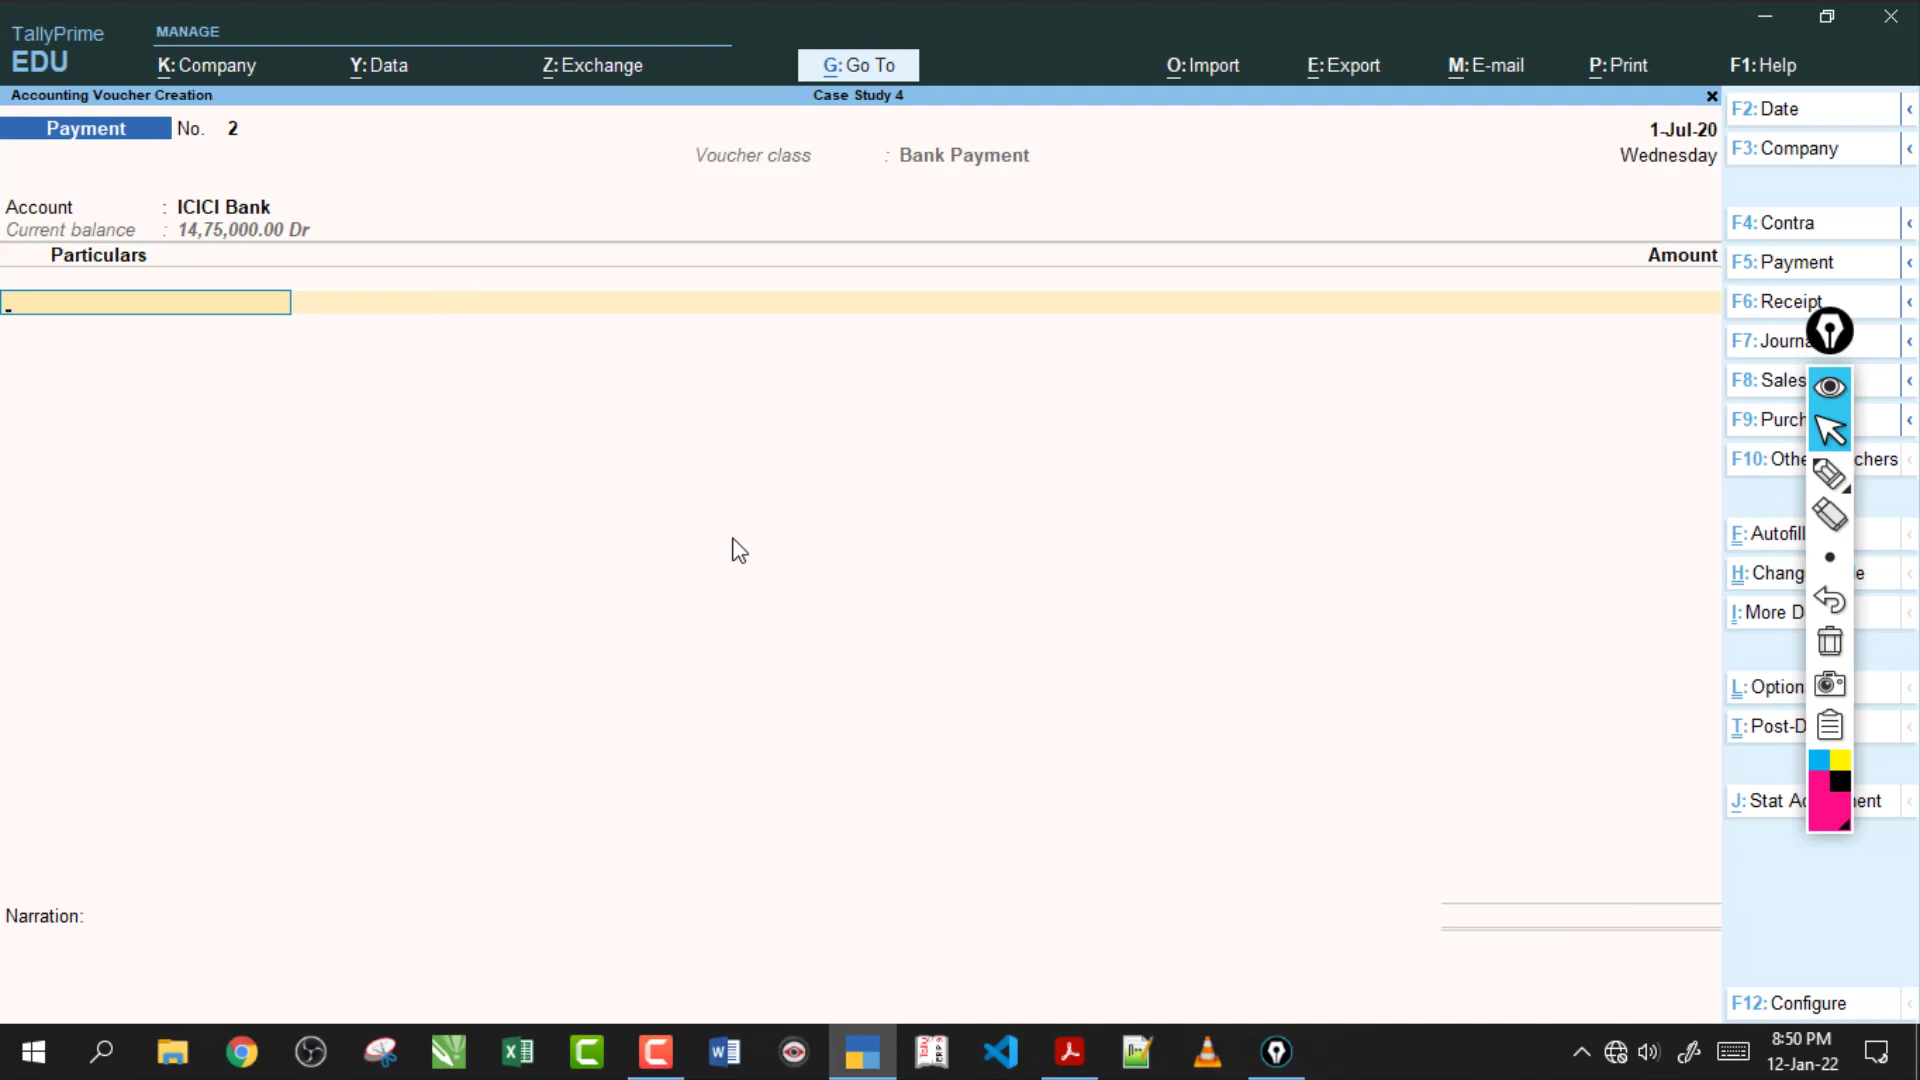 TallyPrime
EDU
MANAGE
K: Company
Y: Data
Z: Exchange
G: Go To
O: Import
E: Export
M: E-mail
P: Print
F1: Help
Accounting Voucher Creation
Case Study 4
Payment No. 2
1-Jul-20
Voucher class : Bank Payment
Wednesday
Account : ICICI Bank
Current balance : 14,75,000.00 Dr
Particulars
Amount
Narration:
F2: Date
F3: Company
F4: Contra
F5: Payment
F6: Receipt
F7: Journa
F8: Sales
F9: Purch
F10: Othe chers
F: Autofill
H: Chang e
I: More D
L: Option
T: Post-D
J: Stat A ent
F12: Configure
8:50 PM
12-Jan-22